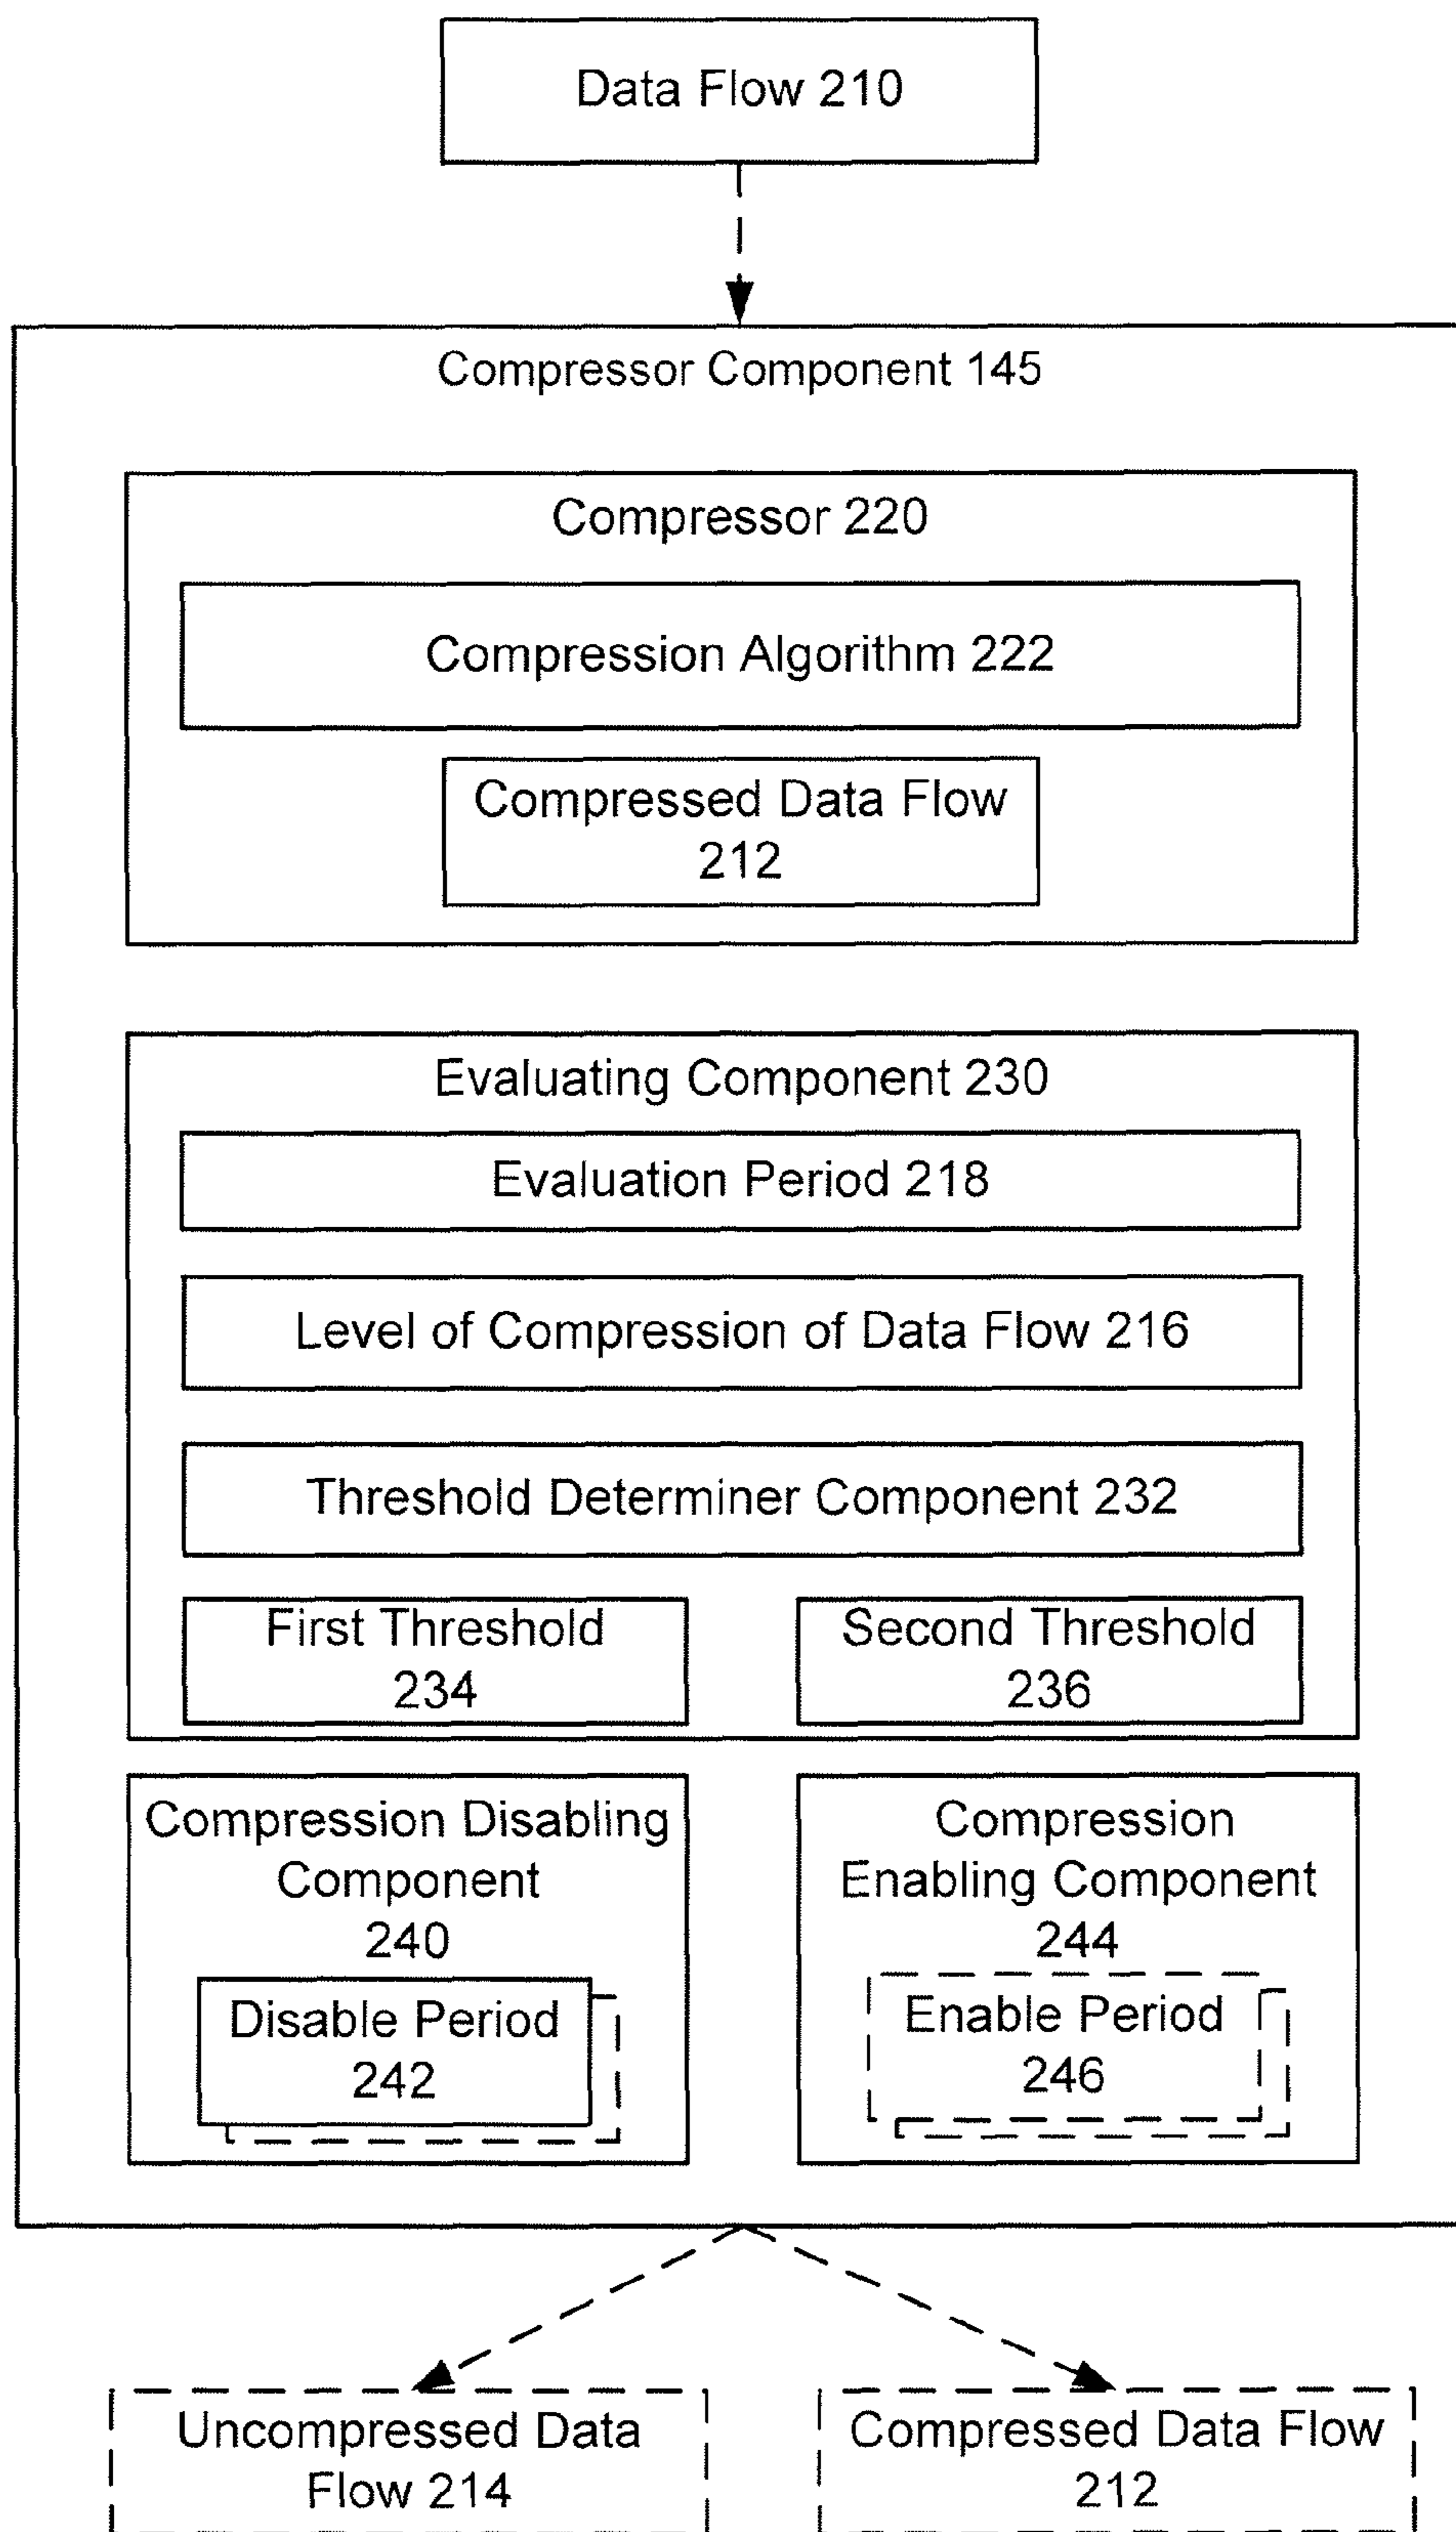 Data Flow 210
Compressor Component 145
Compressor 220
Compression Algorithm 222
Compressed Data Flow
212
Evaluating Component 230
Evaluation Period 218
Level of Compression of Data Flow 216
Threshold Determiner Component 232
First Threshold
234
Second Threshold
236
Compression Disabling
Component
240
Disable Period
242
Compression
Enabling Component
244
Enable Period
246
Uncompressed Data
Flow 214
Compressed Data Flow
212